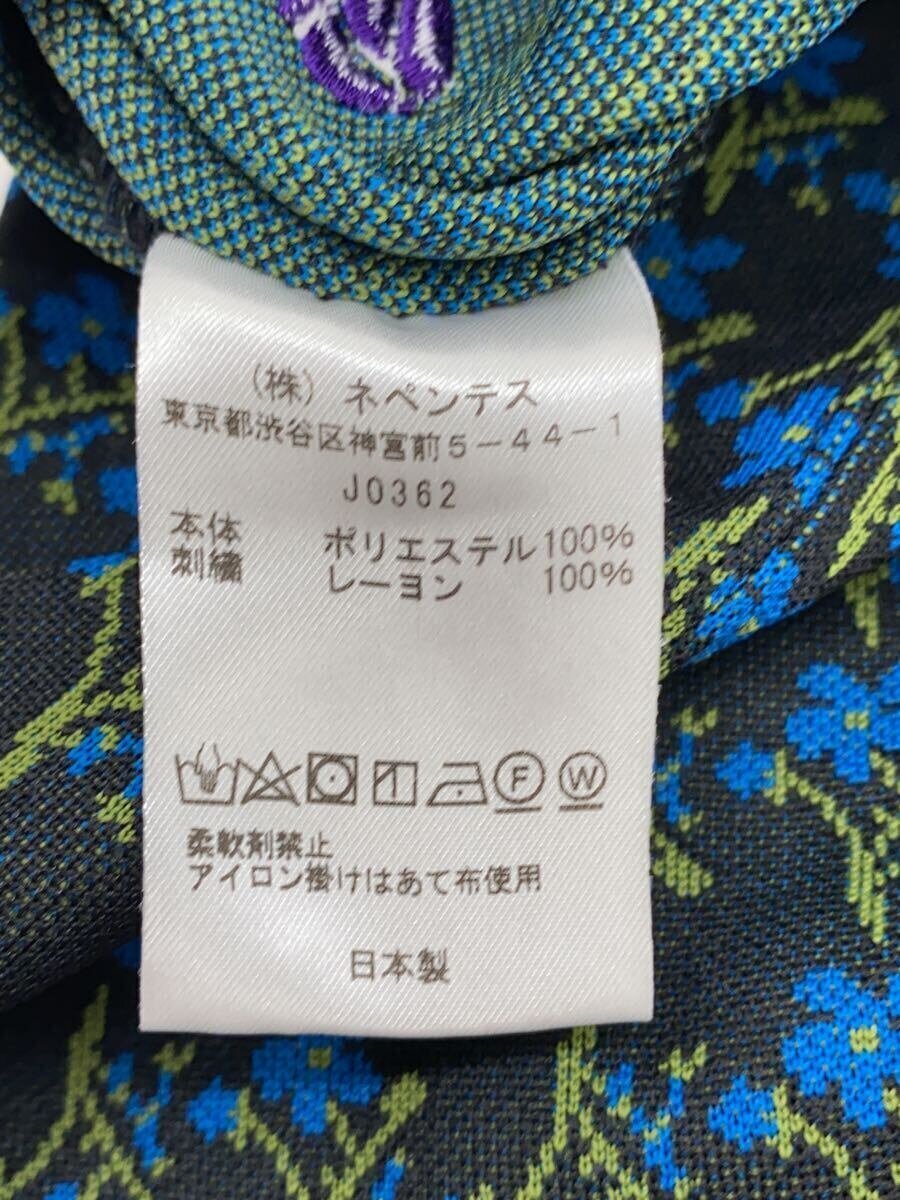 (株) ネペンテス
東京都渋谷区神宮前5-44-1
J0362
本体 ポリエステル100%
刺繍 レーヨン 100%
F W
柔軟剤禁止
アイロン掛けはあて布使用
日本製